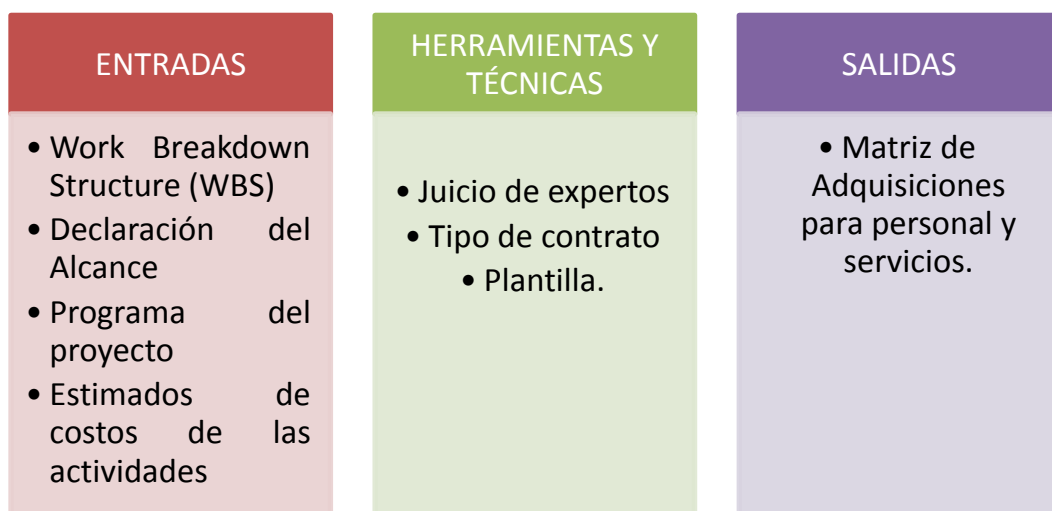 ENTRADAS
• Work Breakdown
Structure (WBS)
• Declaración del
Alcance
• Programa del
proyecto
• Estimados de
costos de las
actividades
HERRAMIENTAS Y
TÉCNICAS
• Juicio de expertos
• Tipo de contrato
• Plantilla.
SALIDAS
• Matriz de
Adquisiciones
para personal y
servicios.